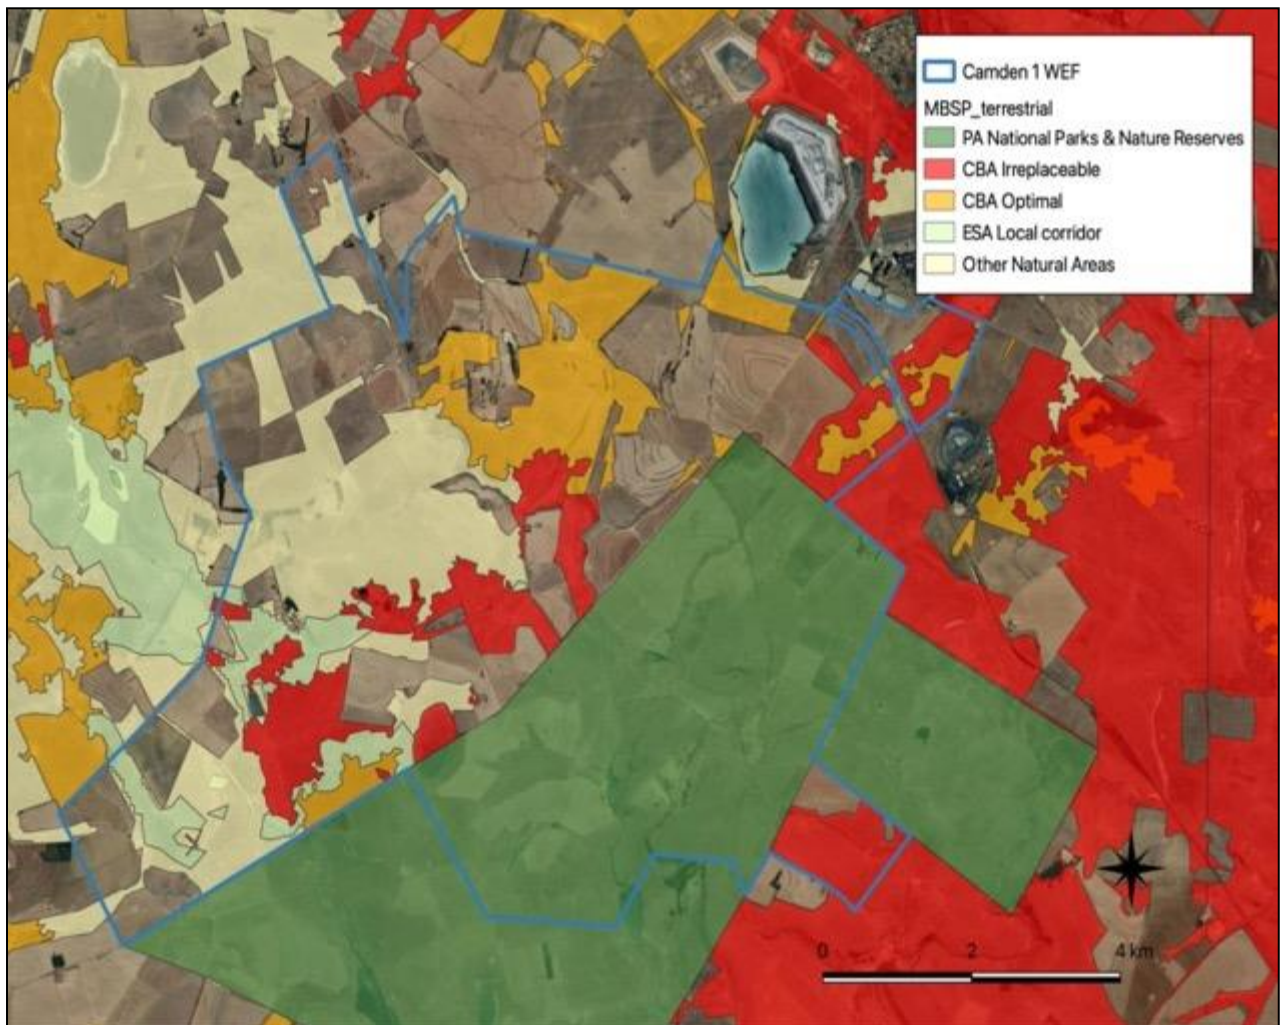 Camden 1 WEF
MBSP_terrestrial
PA National Parks & Nature Reserves
CBA Irreplaceable
CBA Optimal
ESA Local corridor
Other Natural Areas
0 2 4 km